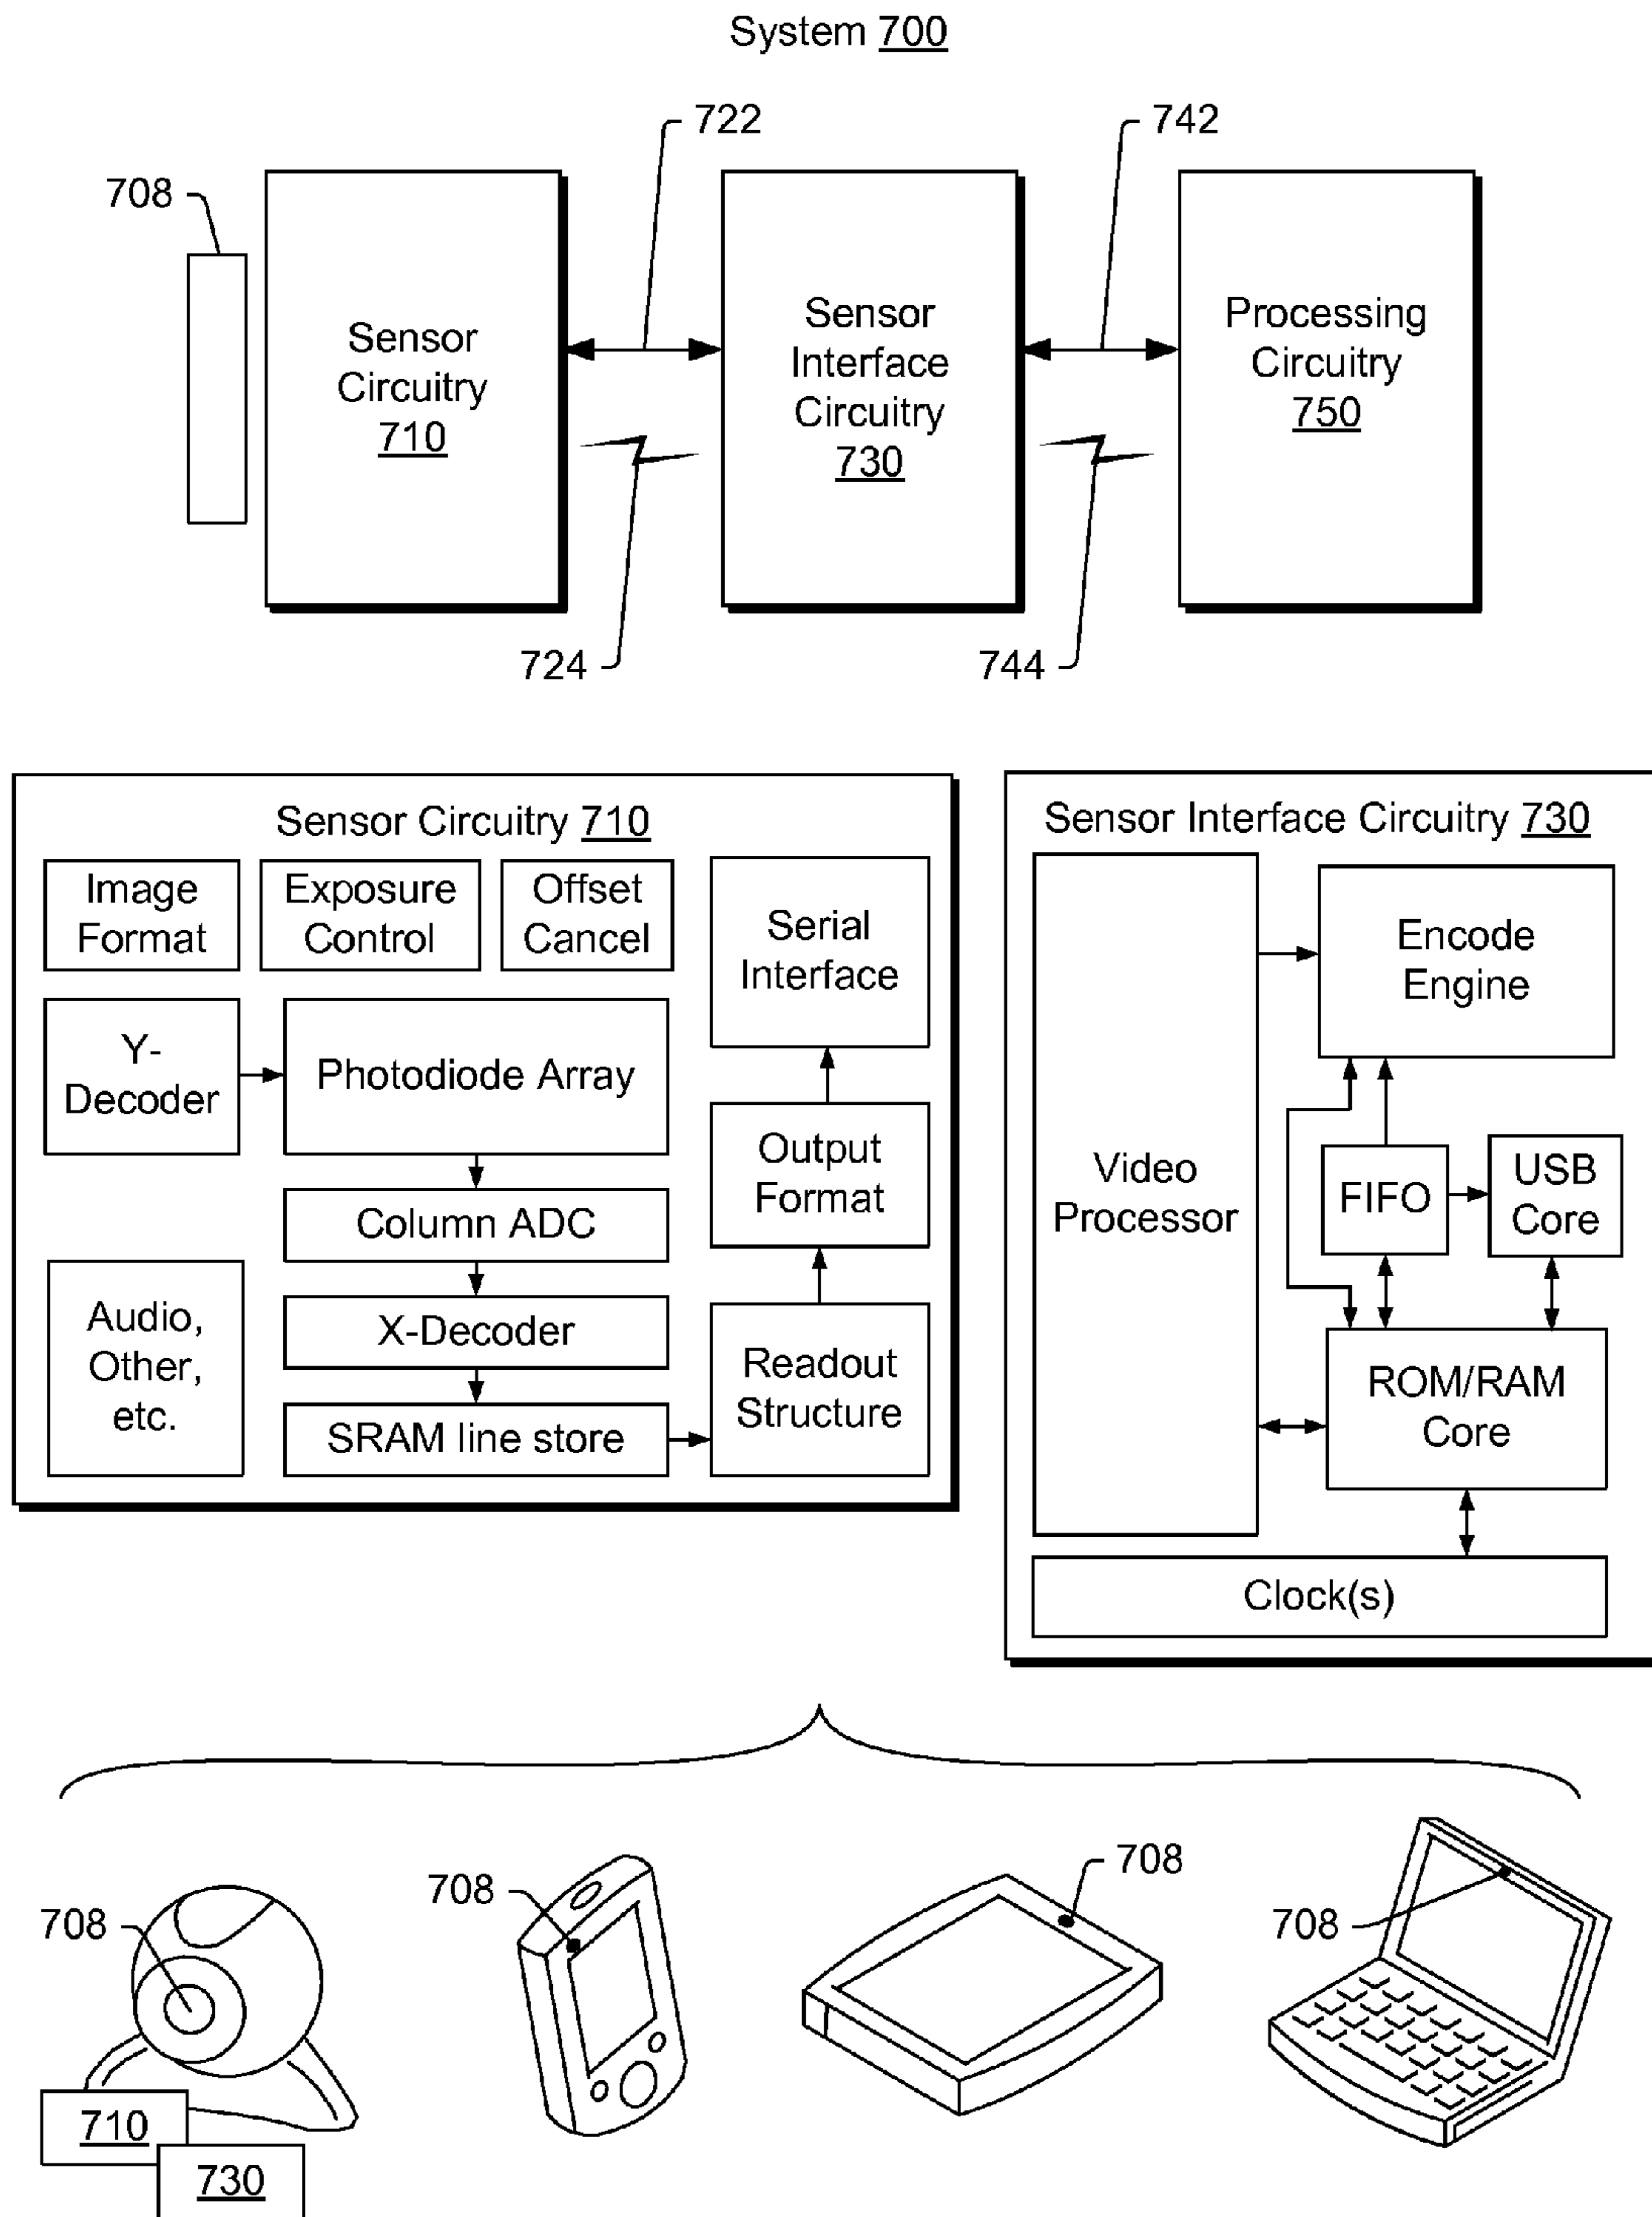 System 700
722
742
708
Sensor
Circuitry
710
Sensor
Interface
Circuitry
730
Processing
Circuitry
750
724
744
Sensor Circuitry 710
Image
Format
Exposure
Control
Offset
Cancel
Serial
Interface
Y-
Decoder
Photodiode Array
Output
Format
Column ADC
Audio,
Other,
etc.
X-Decoder
Readout
Structure
SRAM line store
Sensor Interface Circuitry 730
Video
Processor
Encode
Engine
FIFO
USB
Core
ROM/RAM
Core
Clock(s)
708
708
708
708
710
730